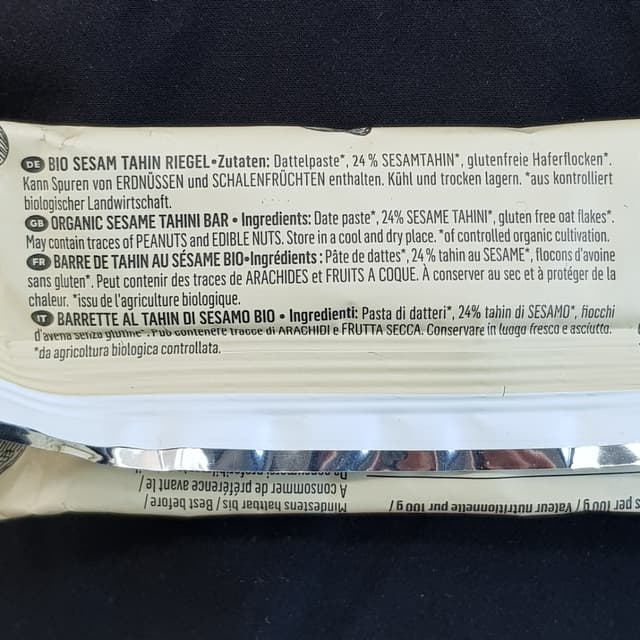 DE BIO SESAM TAHIN RIEGEL•Zutaten: Dattelpaste*, 24 % SESAMTAHIN*, glutenfreie Haferflocken*.
Kann Spuren von ERDNÜSSEN und SCHALENFRÜCHTEN enthalten. Kühl und trocken lagern. *aus kontrolliert
biologischer Landwirtschaft.
GB ORGANIC SESAME TAHINI BAR • Ingredients: Date paste*, 24% SESAME TAHINI*, gluten free oat flakes*.
May contain traces of PEANUTS and EDIBLE NUTS. Store in a cool and dry place. *of controlled organic cultivation.
FR BARRE DE TAHIN AU SÉSAME BIO•Ingrédients : Pâte de dattes*, 24 % tahin au SESAME*, flocons d'avoine
sans gluten*. Peut contenir des traces de ARACHIDES et FRUITS A COQUE. À conserver au sec et à protéger de la
chaleur. *issu de l'agriculture biologique.
IT BARRETTE AL TAHIN DI SESAMO BIO • Ingredienti: Pasta di datteri*, 24% tahin di SESAMO*, fiocchi
d'avena senza glutine*. Può contenere tracce di ARACHIDI e FRUTTA SECCA. Conservare in luogo fresco e asciutto.
*da agricoltura biologica controllata.
A consommer de préférence avant le /
Mindestens haltbar bis / Best before /
per 100 g / Valeur nutritionnelle pur 100 g /